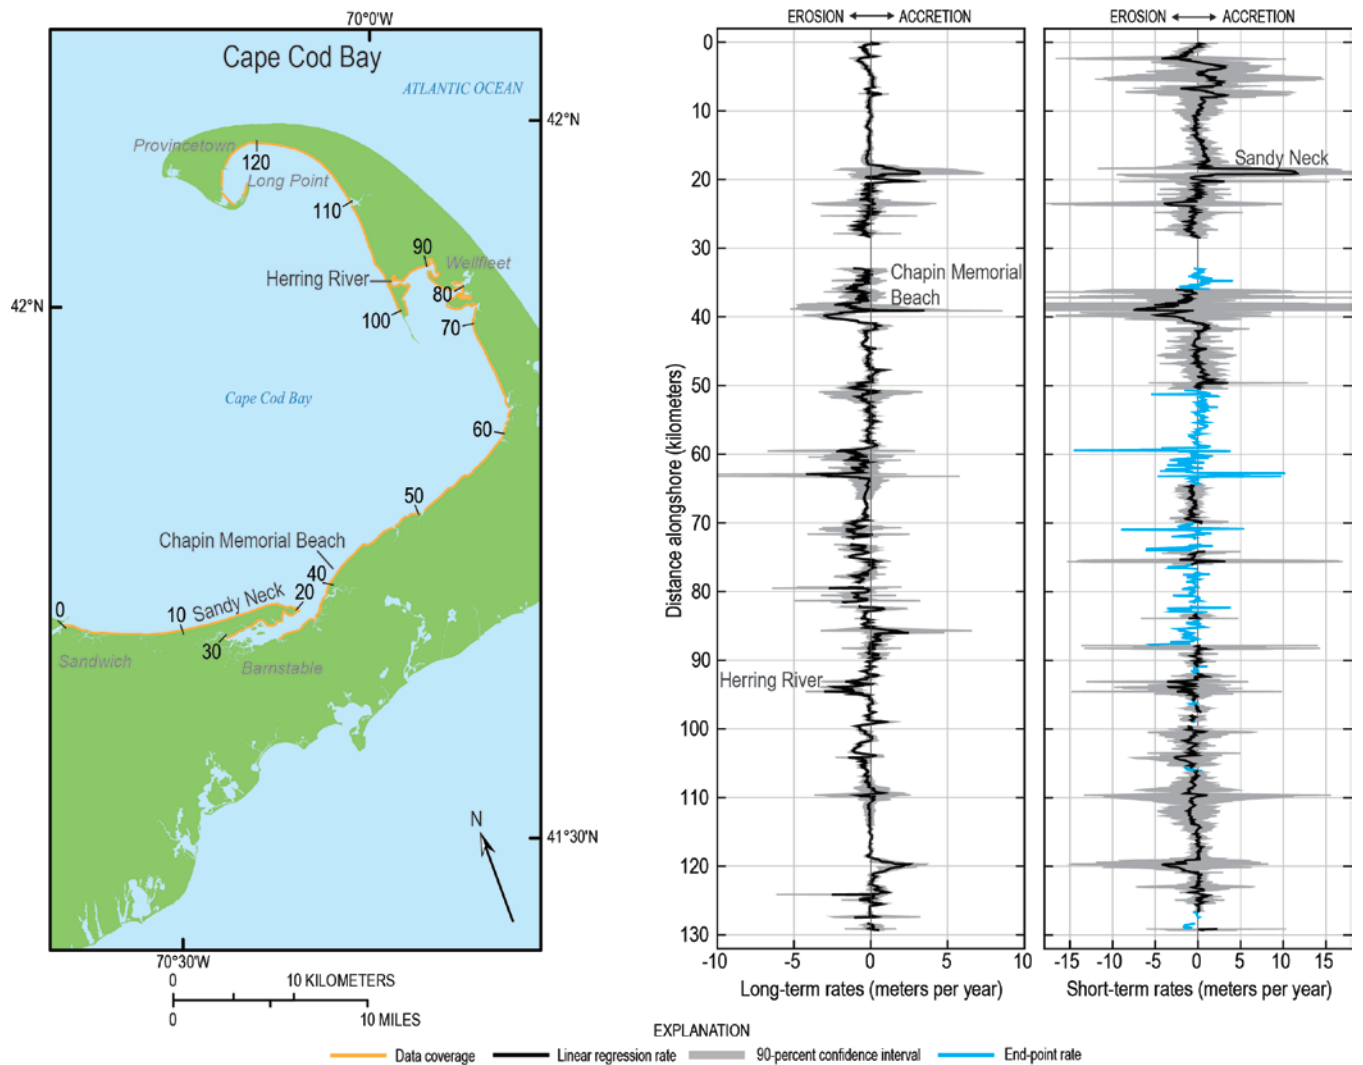 70°0'W
Cape Cod Bay
ATLANTIC OCEAN
42°N
Provincetown
120
Long Point
110
90
Herring River
Wellfleet
80
42°N
100
70
Cape Cod Bay
60
50
Chapin Memorial Beach
40
Sandy Neck
20
0
10
30
Sandwich
Barnstable
N
41°30'N
70°30'W
0 10 KILOMETERS
0 10 MILES
EROSION ACCRETION
EROSION ACCRETION
0
10
20
30
40
50
60
70
80
90
100
110
120
130
Distance alongshore (kilometers)
Chapin Memorial
Beach
Herring River
Sandy Neck
-10 -5 0 5 10
-15 -10 -5 0 5 10 15
Long-term rates (meters per year)
Short-term rates (meters per year)
EXPLANATION
Data coverage
Linear regression rate
90-percent confidence interval
End-point rate